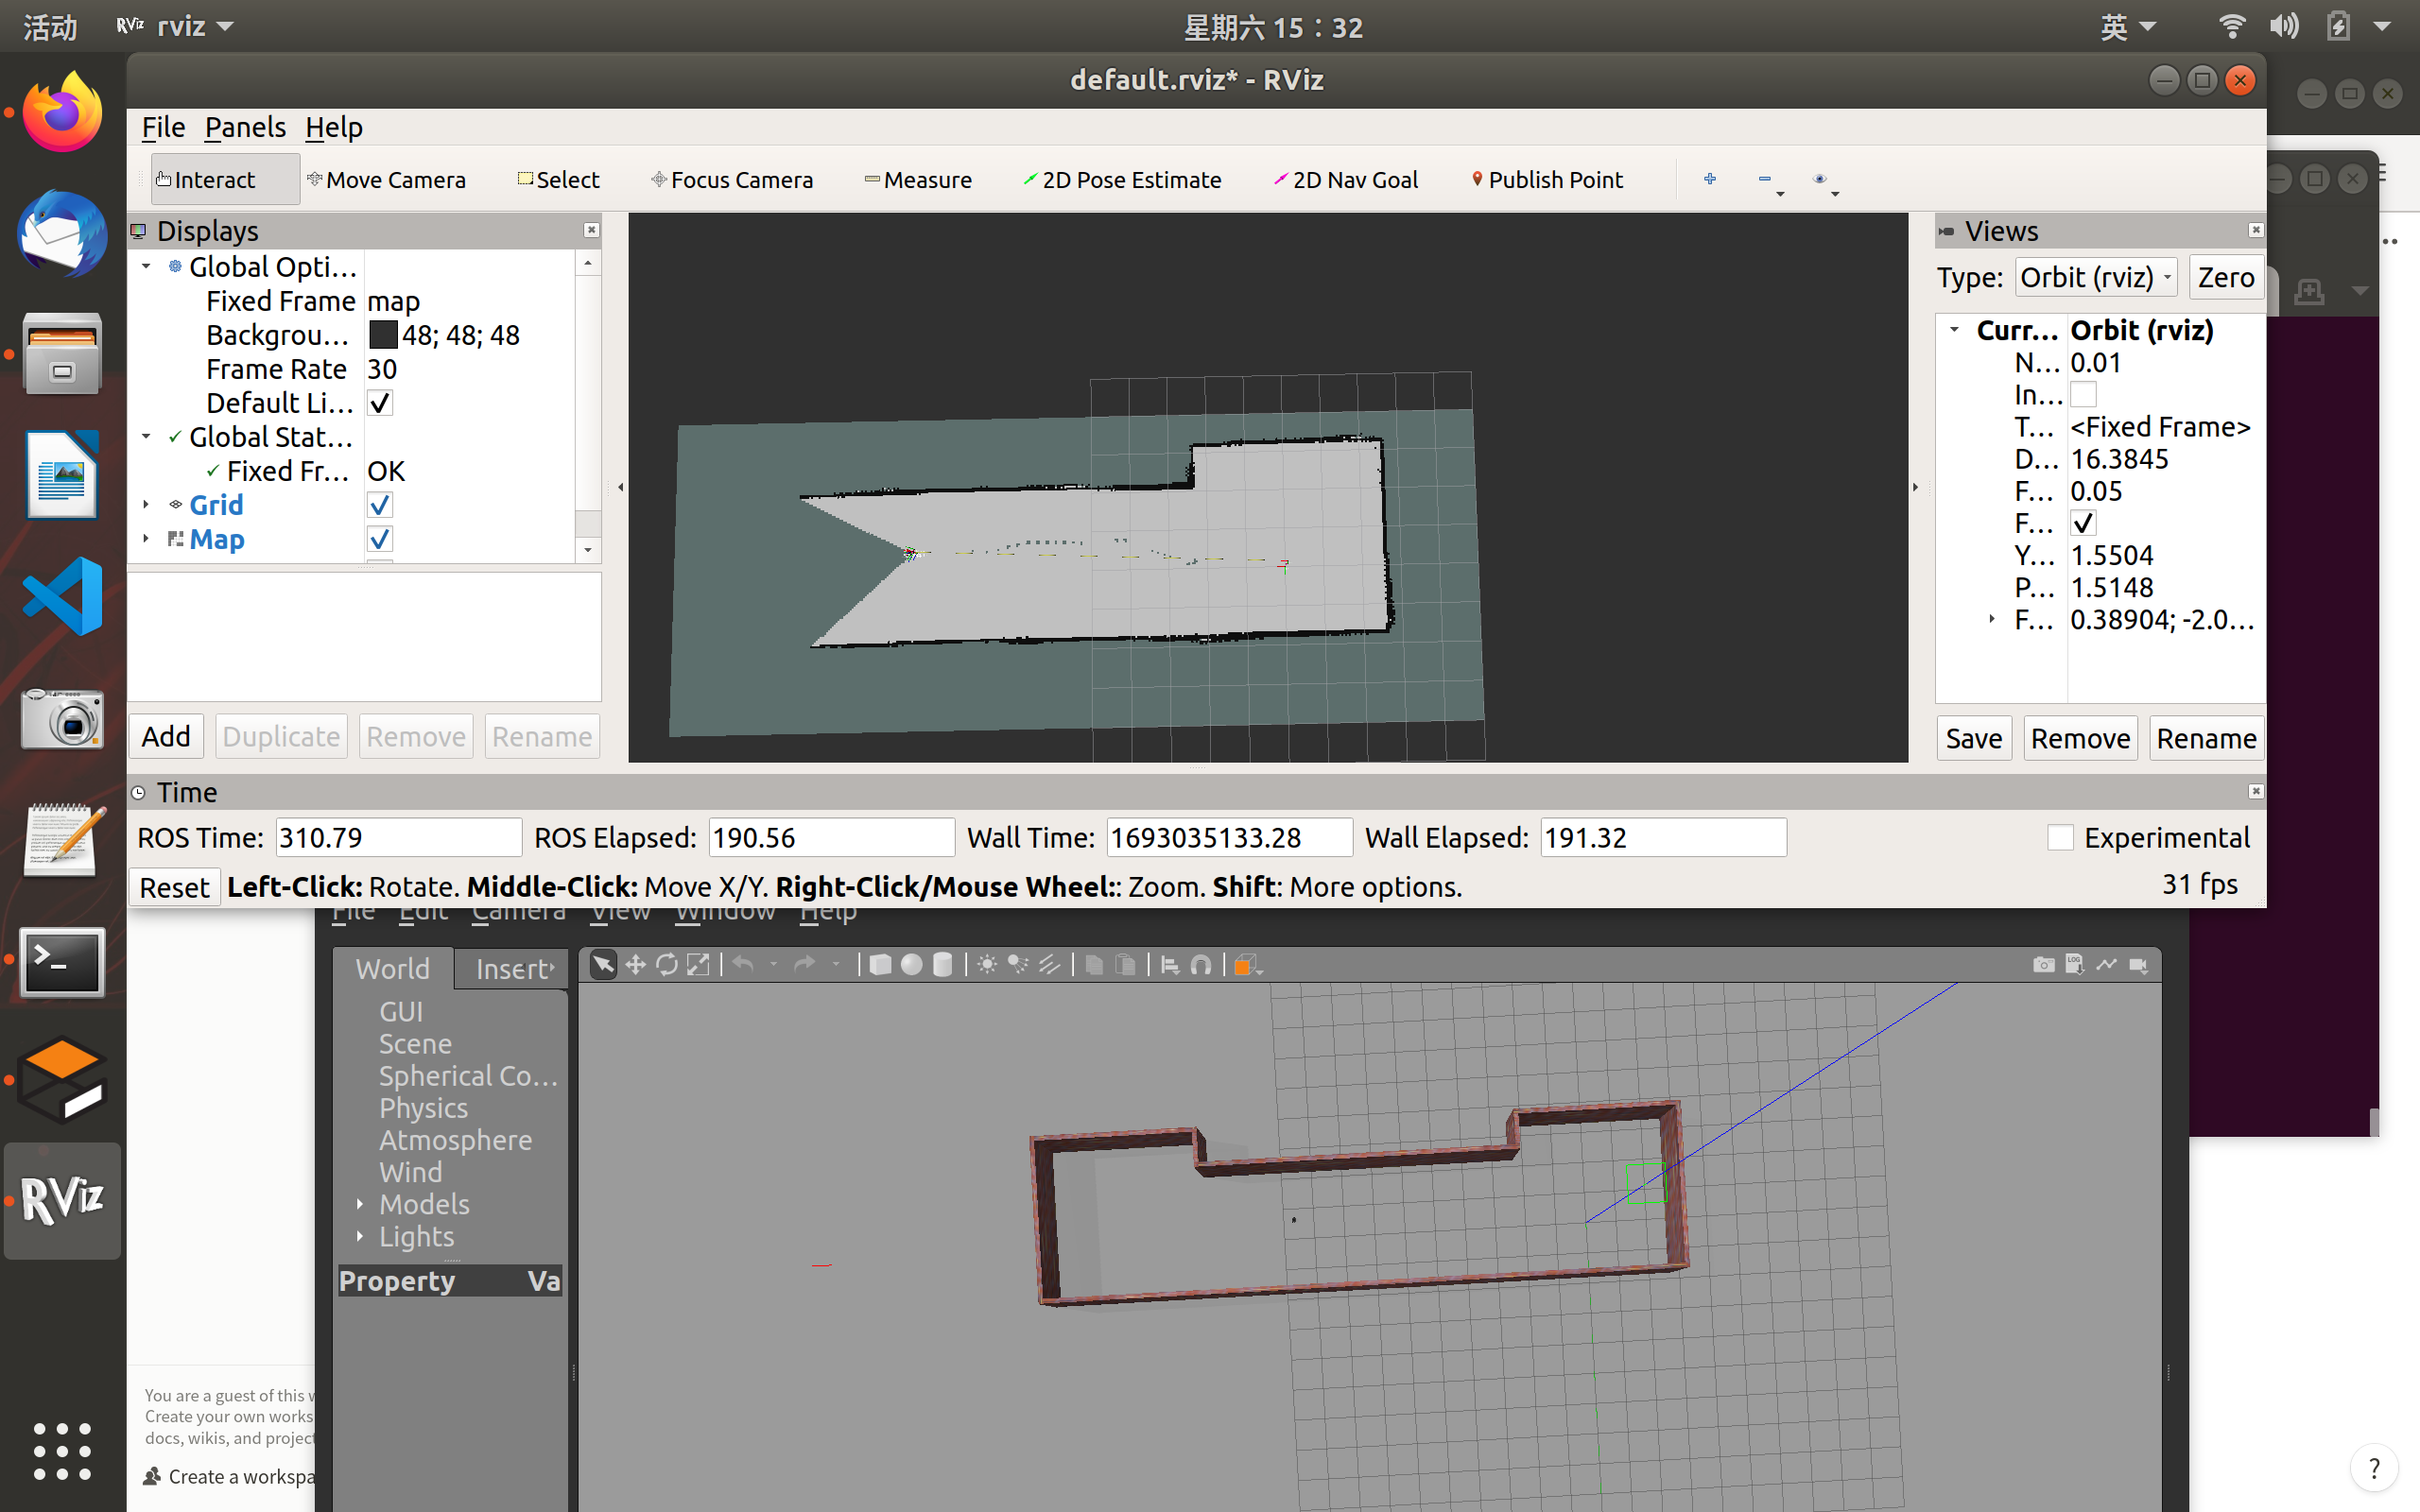 活动
rviz
星期六 15：32
英
default.rviz* - RViz
File Panels Help
Interact Move Camera Select Focus Camera Measure 2D Pose Estimate 2D Nav Goal Publish Point
Displays
Global Opti...
Fixed Frame map
Backgrou... 48; 48; 48
Frame Rate 30
Default Li...
Global Stat...
Fixed Fr... OK
Grid
Map
Add Duplicate Remove Rename
Views
Type: Orbit (rviz) Zero
Curr... Orbit (rviz)
N... 0.01
In...
T... <Fixed Frame>
D... 16.3845
F... 0.05
F...
Y... 1.5504
P... 1.5148
F... 0.38904; -2.0...
Save Remove Rename
Time
ROS Time: 310.79 ROS Elapsed: 190.56 Wall Time: 1693035133.28 Wall Elapsed: 191.32 Experimental
Reset Left-Click: Rotate. Middle-Click: Move X/Y. Right-Click/Mouse Wheel:: Zoom. Shift: More options. 31 fps
File Edit Camera View Window Help
World Insert
GUI
Scene
Spherical Co...
Physics
Atmosphere
Wind
Models
Lights
Property Va
LOG
RViz
You are a guest of this w
Create your own works
docs, wikis, and project
Create a workspa
?